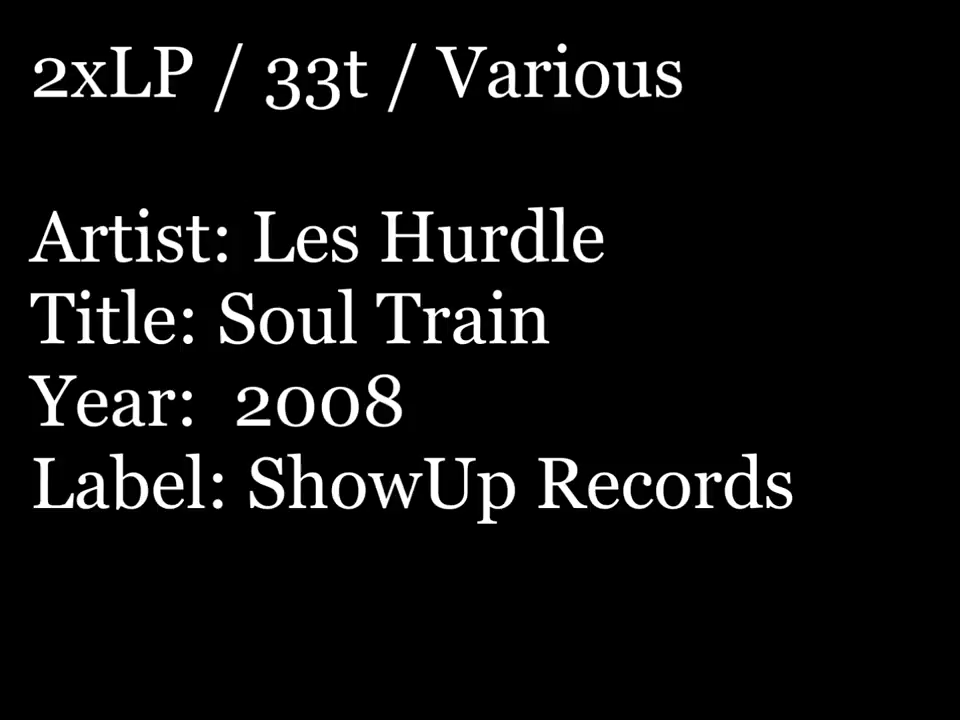 2xLP / 33t / Various
Artist: Les Hurdle
Title: Soul Train
Year:  2008
Label: ShowUp Records